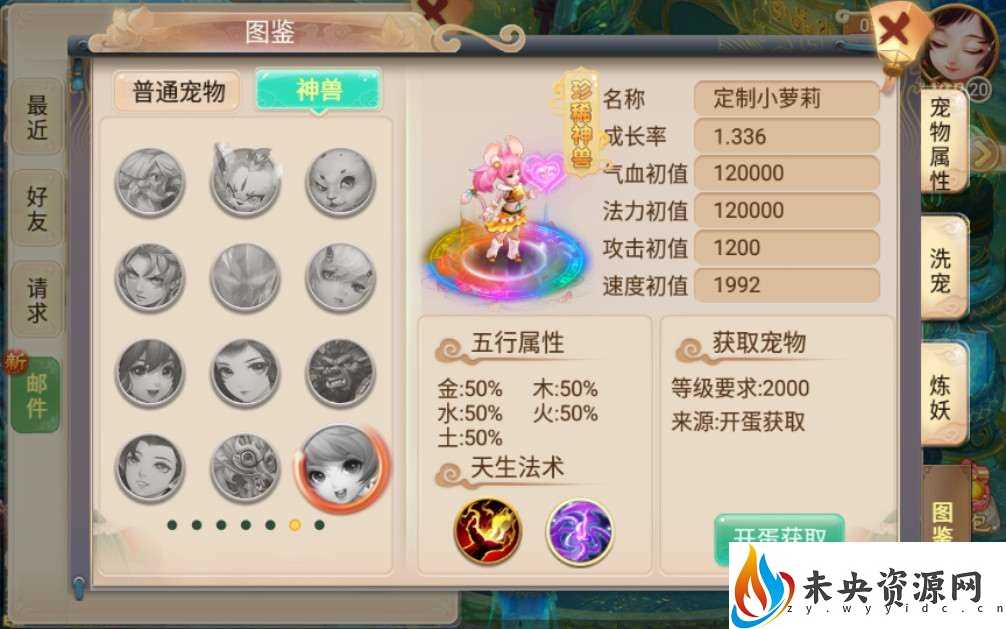 图鉴
最近
好友
请求
新
邮件
普通宠物
神兽
珍稀神兽
名称 定制小萝莉
成长率 1.336
气血初值 120000
法力初值 120000
攻击初值 1200
速度初值 1992
五行属性
金:50% 木:50%
水:50% 火:50%
土:50%
天生法术
获取宠物
等级要求:2000
来源:开蛋获取
开蛋获取
宠物属性
洗宠
炼妖
图鉴
20
未央资源网
zy.wyyidc.cn